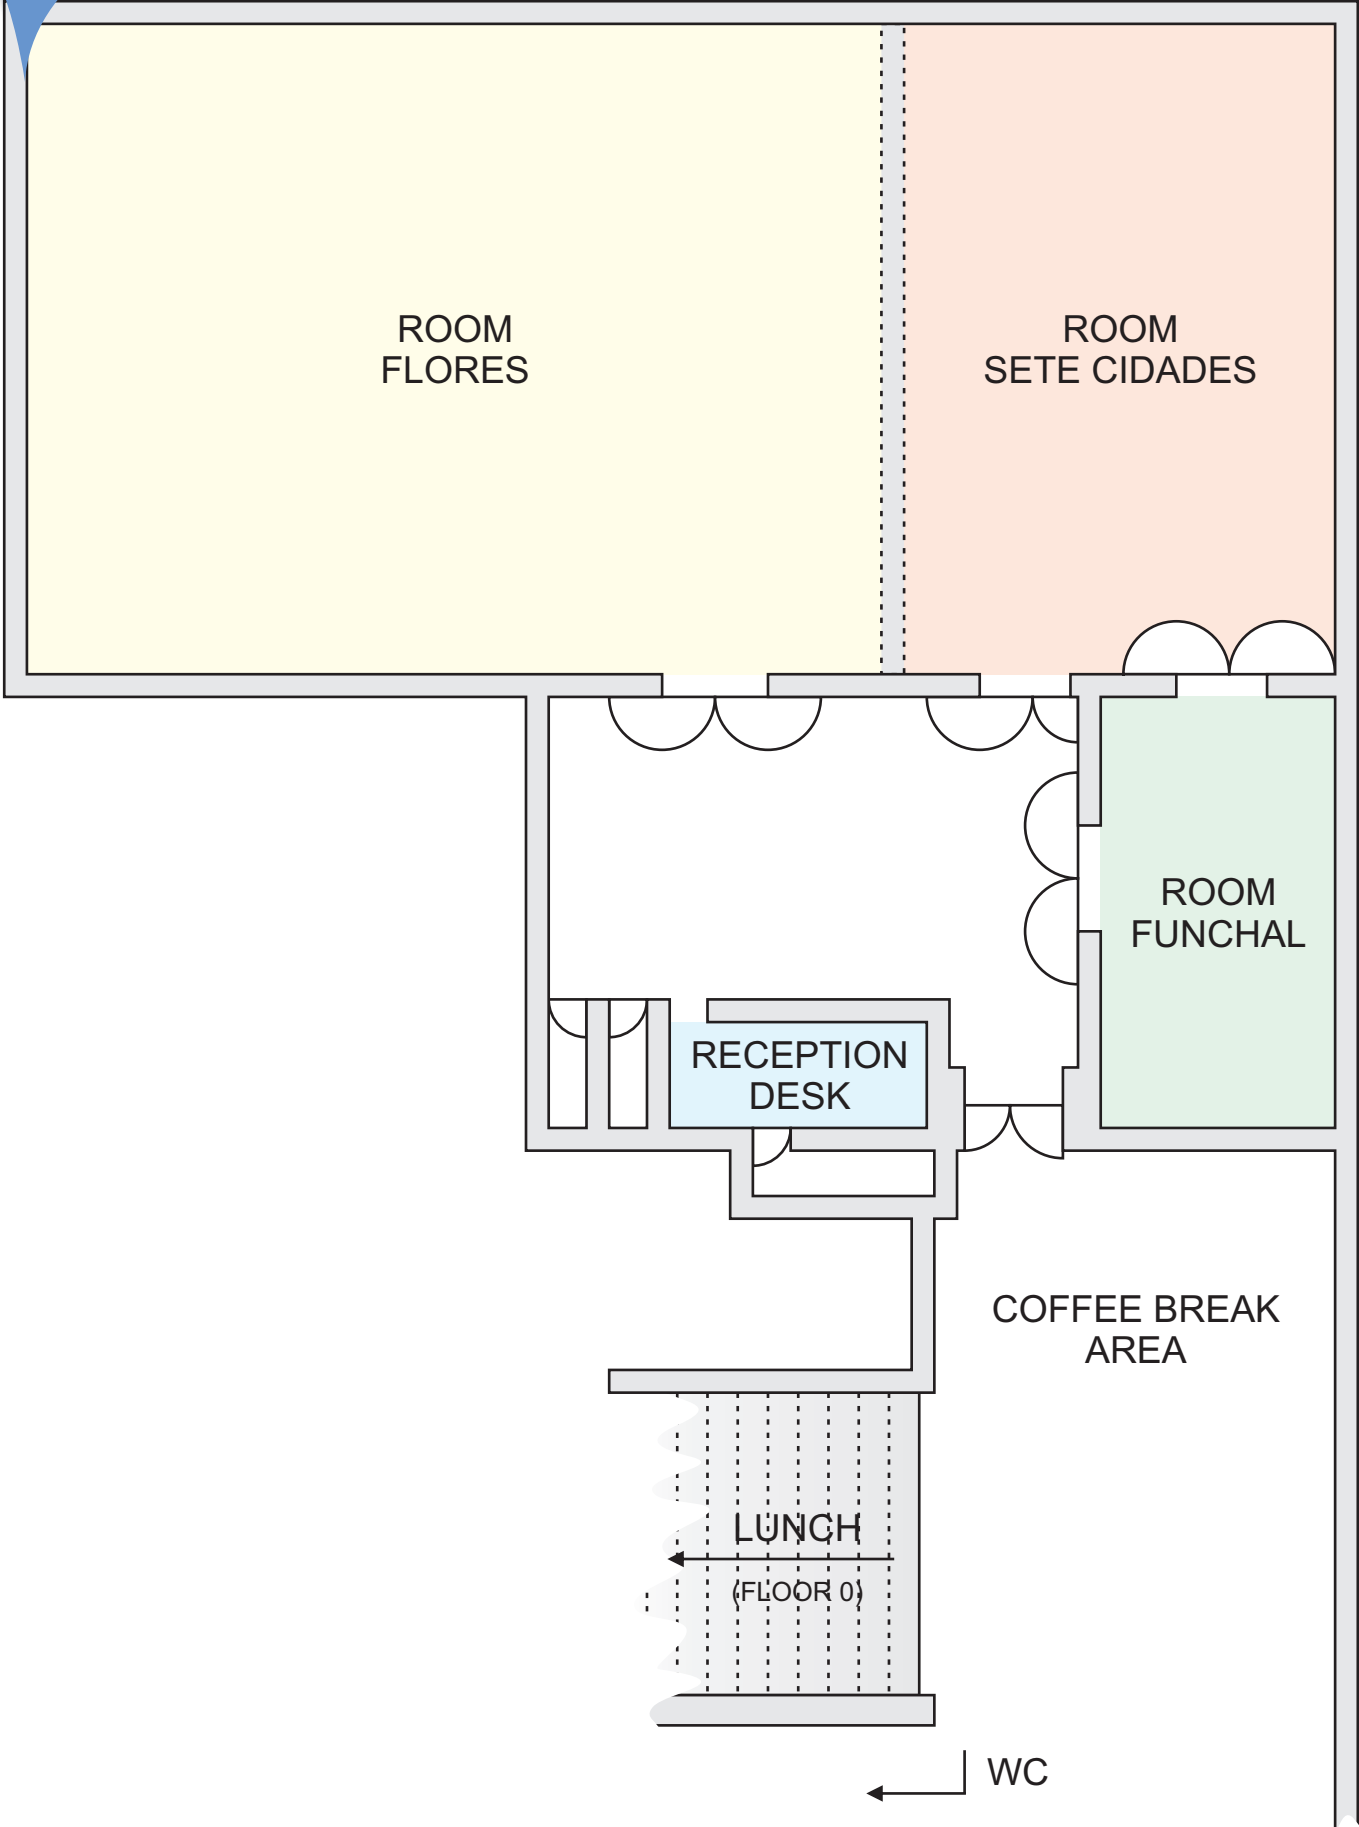 ROOM
FLORES
ROOM
SETE CIDADES
ROOM
FUNCHAL
RECEPTION
DESK
COFFEE BREAK
AREA
LUNCH
(FLOOR 0)
WC